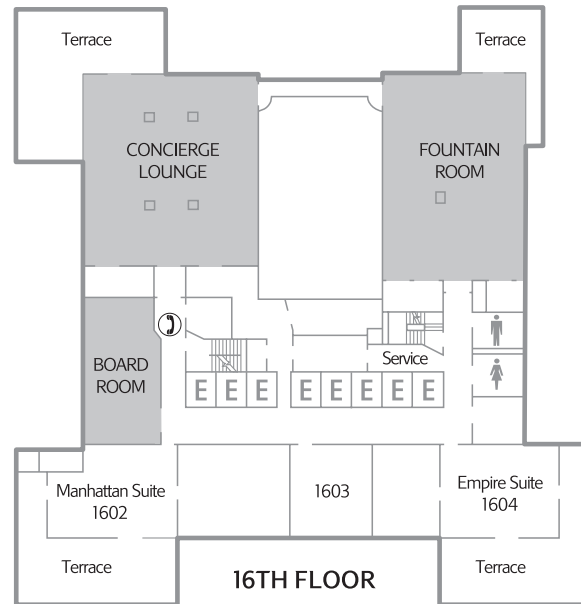 Terrace
Terrace
CONCIERGE
LOUNGE
FOUNTAIN
ROOM
BOARD
ROOM
Service
E E E E E E E E
Manhattan Suite
1602
1603
Empire Suite
1604
Terrace
Terrace
16TH FLOOR